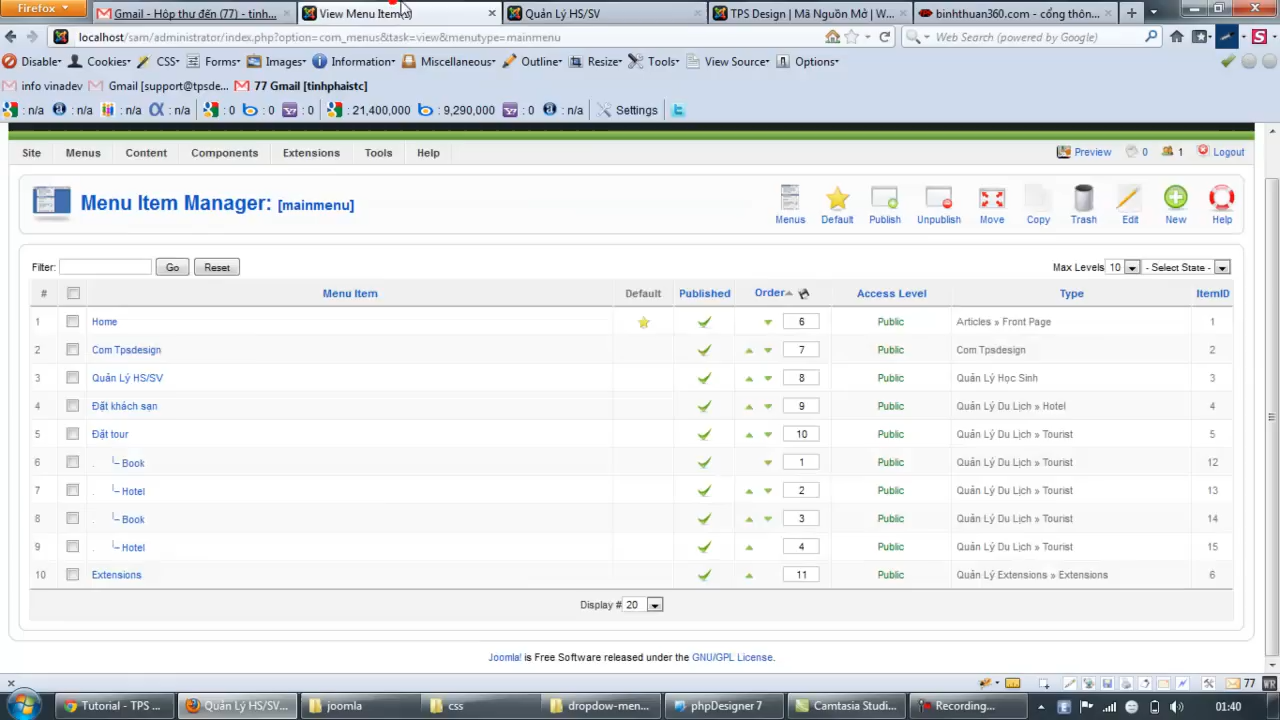 Firefox
Gmail - Hộp thư đến (77) - tinh...
View Menu Item(s)
Quản Lý HS/SV
TPS Design | Mã Nguồn Mở | W...
binhthuan360.com - cổng thôn...
localhost/sam/administrator/index.php?option=com_menus&task=view&menutype=mainmenu
Web Search (powered by Google)
Disable Cookies CSS Forms Images Information Miscellaneous Outline Resize Tools View Source Options
info vinadev Gmail [support@tpsde... 77 Gmail [tinhphaistc]
: n/a : n/a : n/a : n/a : 0 : 0 : 0 : 21,400,000 : 9,290,000 : 0 : n/a Settings
Site Menus Content Components Extensions Tools Help Preview 0 1 Logout
Menu Item Manager: [mainmenu]
Menus Default Publish Unpublish Move Copy Trash Edit New Help
Filter: Go Reset Max Levels 10 - Select State -
# Menu Item Default Published Order Access Level Type ItemID
1 Home 6 Public Articles » Front Page 1
2 Com Tpsdesign 7 Public Com Tpsdesign 2
3 Quản Lý HS/SV 8 Public Quản Lý Học Sinh 3
4 Đặt khách sạn 9 Public Quản Lý Du Lịch » Hotel 4
5 Đặt tour 10 Public Quản Lý Du Lịch » Tourist 5
6 . Book 1 Public Quản Lý Du Lịch » Tourist 12
7 . Hotel 2 Public Quản Lý Du Lịch » Tourist 13
8 . Book 3 Public Quản Lý Du Lịch » Tourist 14
9 . Hotel 4 Public Quản Lý Du Lịch » Tourist 15
10 Extensions 11 Public Quản Lý Extensions » Extensions 6
Display # 20
Joomla! is Free Software released under the GNU/GPL License.
77
Tutorial - TPS ... Quản Lý HS/SV... joomla css dropdow-men... phpDesigner 7 Camtasia Studi... Recording... 01:40